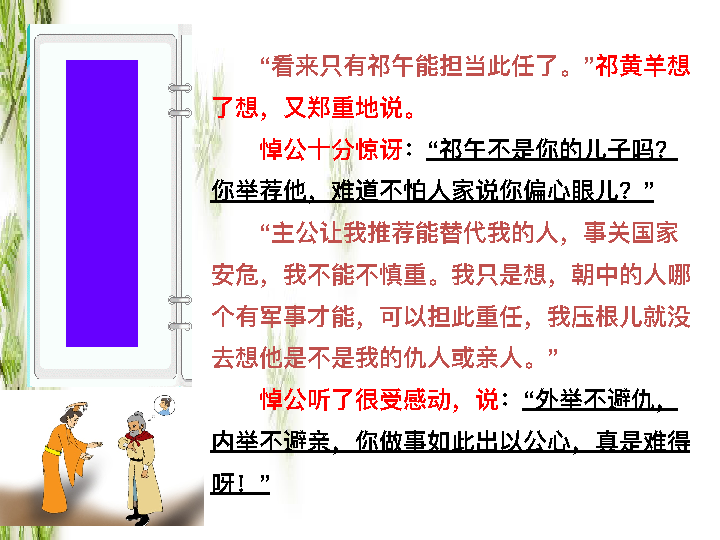 “看来只有祁午能担当此任了。”祁黄羊想
了想，又郑重地说。
悼公十分惊讶：“祁午不是你的儿子吗？
你举荐他，难道不怕人家说你偏心眼儿？”
“主公让我推荐能替代我的人，事关国家
安危，我不能不慎重。我只是想，朝中的人哪
个有军事才能，可以担此重任，我压根儿就没
去想他是不是我的仇人或亲人。”
悼公听了很受感动，说：“外举不避仇，
内举不避亲，你做事如此出以公心，真是难得
呀！”